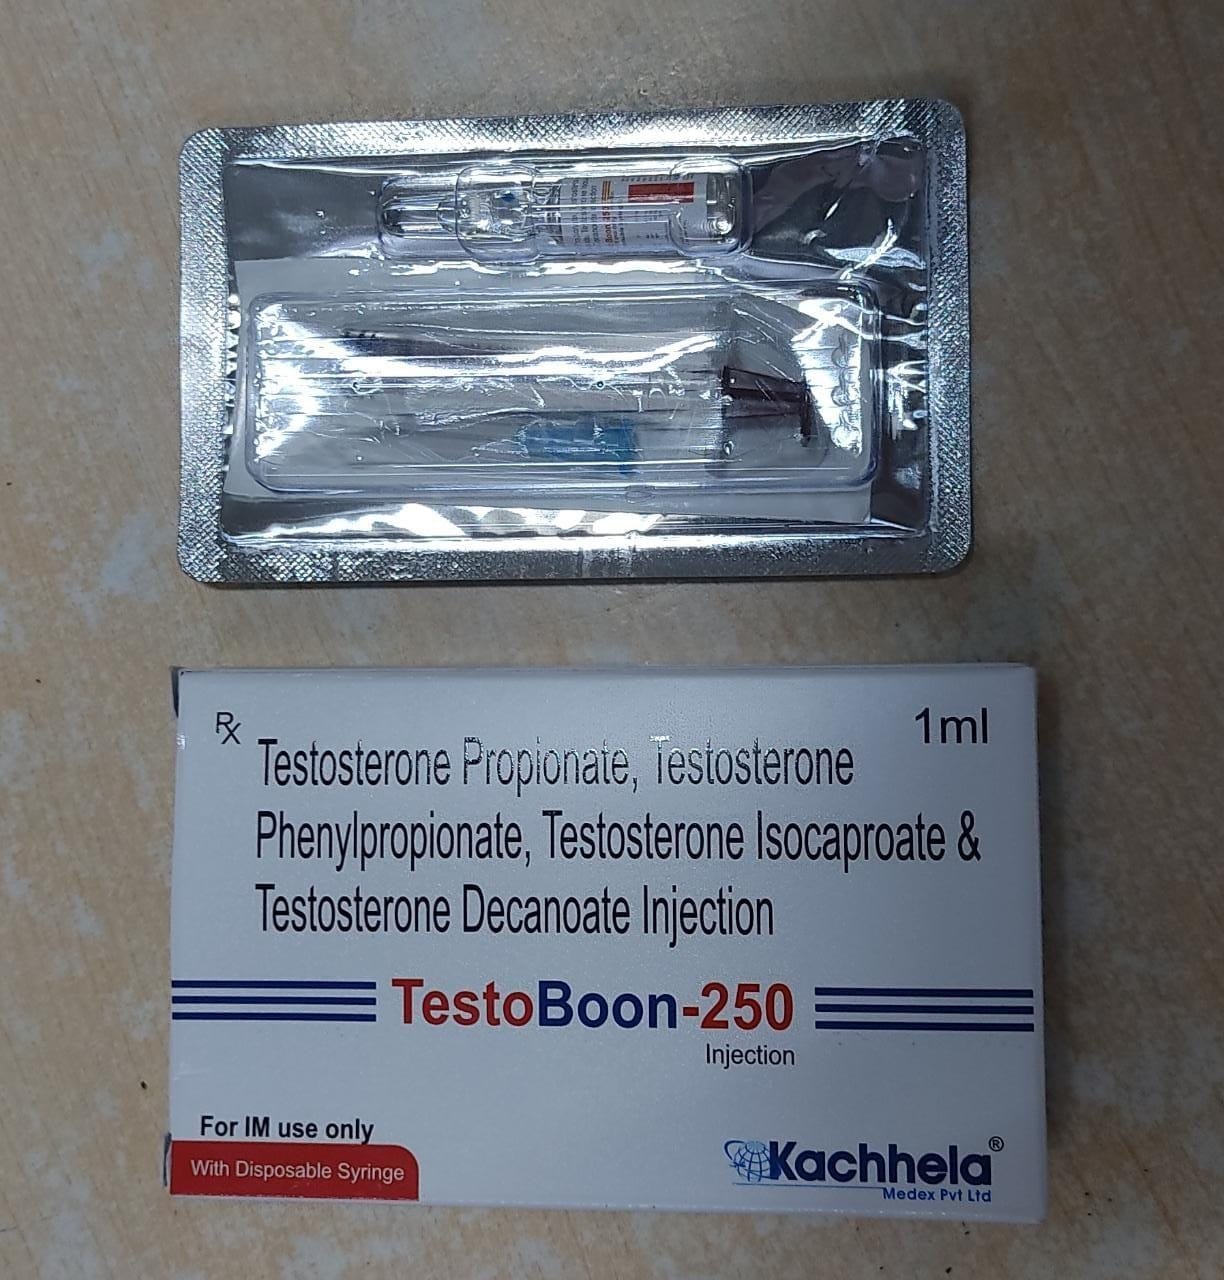 Rx
1ml
Testosterone Propionate, Testosterone
Phenylpropionate, Testosterone Isocaproate &
Testosterone Decanoate Injection
TestoBoon-250
Injection
For IM use only
With Disposable Syringe
Kachhela®
Medex Pvt Ltd